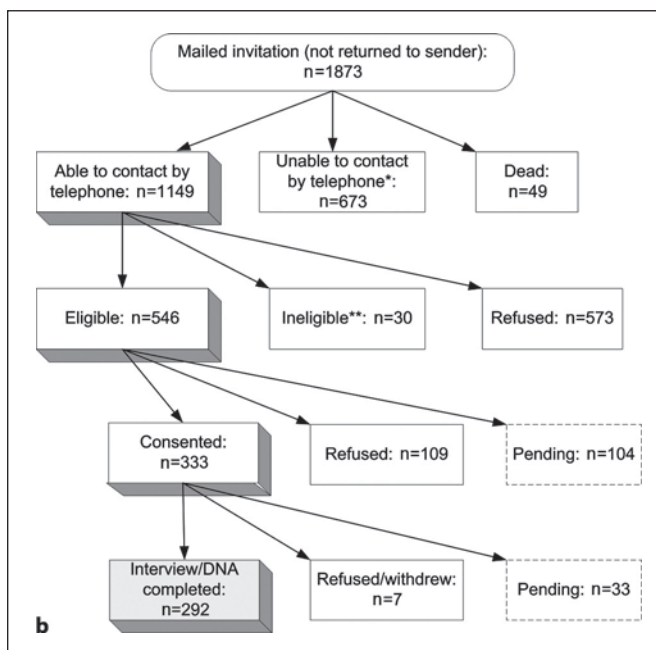 Mailed invitation (not returned to sender):
n=1873
Able to contact by
telephone: n=1149
Unable to contact
by telephone*:
n=673
Dead:
n=49
Eligible: n=546
Ineligible**: n=30
Refused: n=573
Consented:
n=333
Refused: n=109
Pending: n=104
Interview/DNA
completed:
n=292
Refused/withdrew:
n=7
Pending: n=33
b